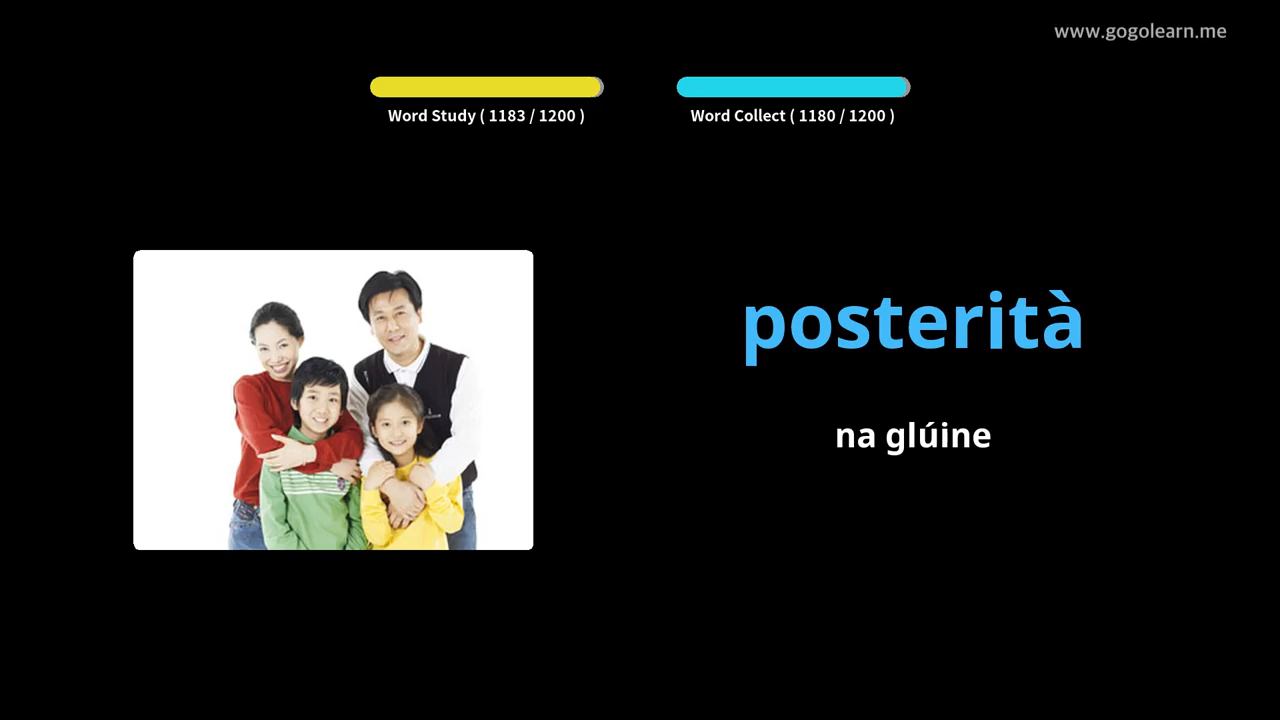 www.gogolearn.me
Word Study ( 1183 / 1200 )
Word Collect ( 1180 / 1200 )
posterità
na glúine